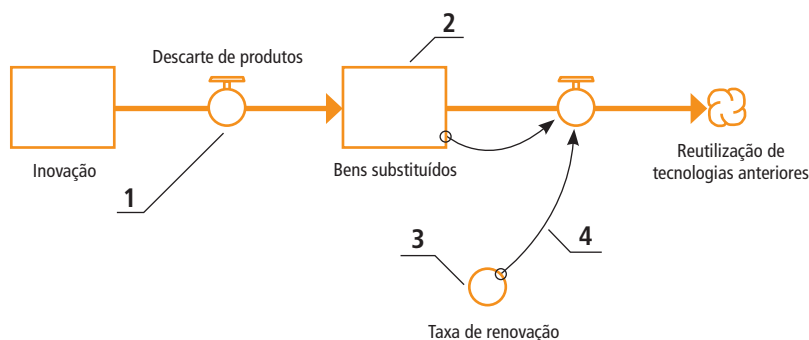 2
Descarte de produtos
Inovação
Bens substituídos
Reutilização de
tecnologias anteriores
1
3
4
Taxa de renovação